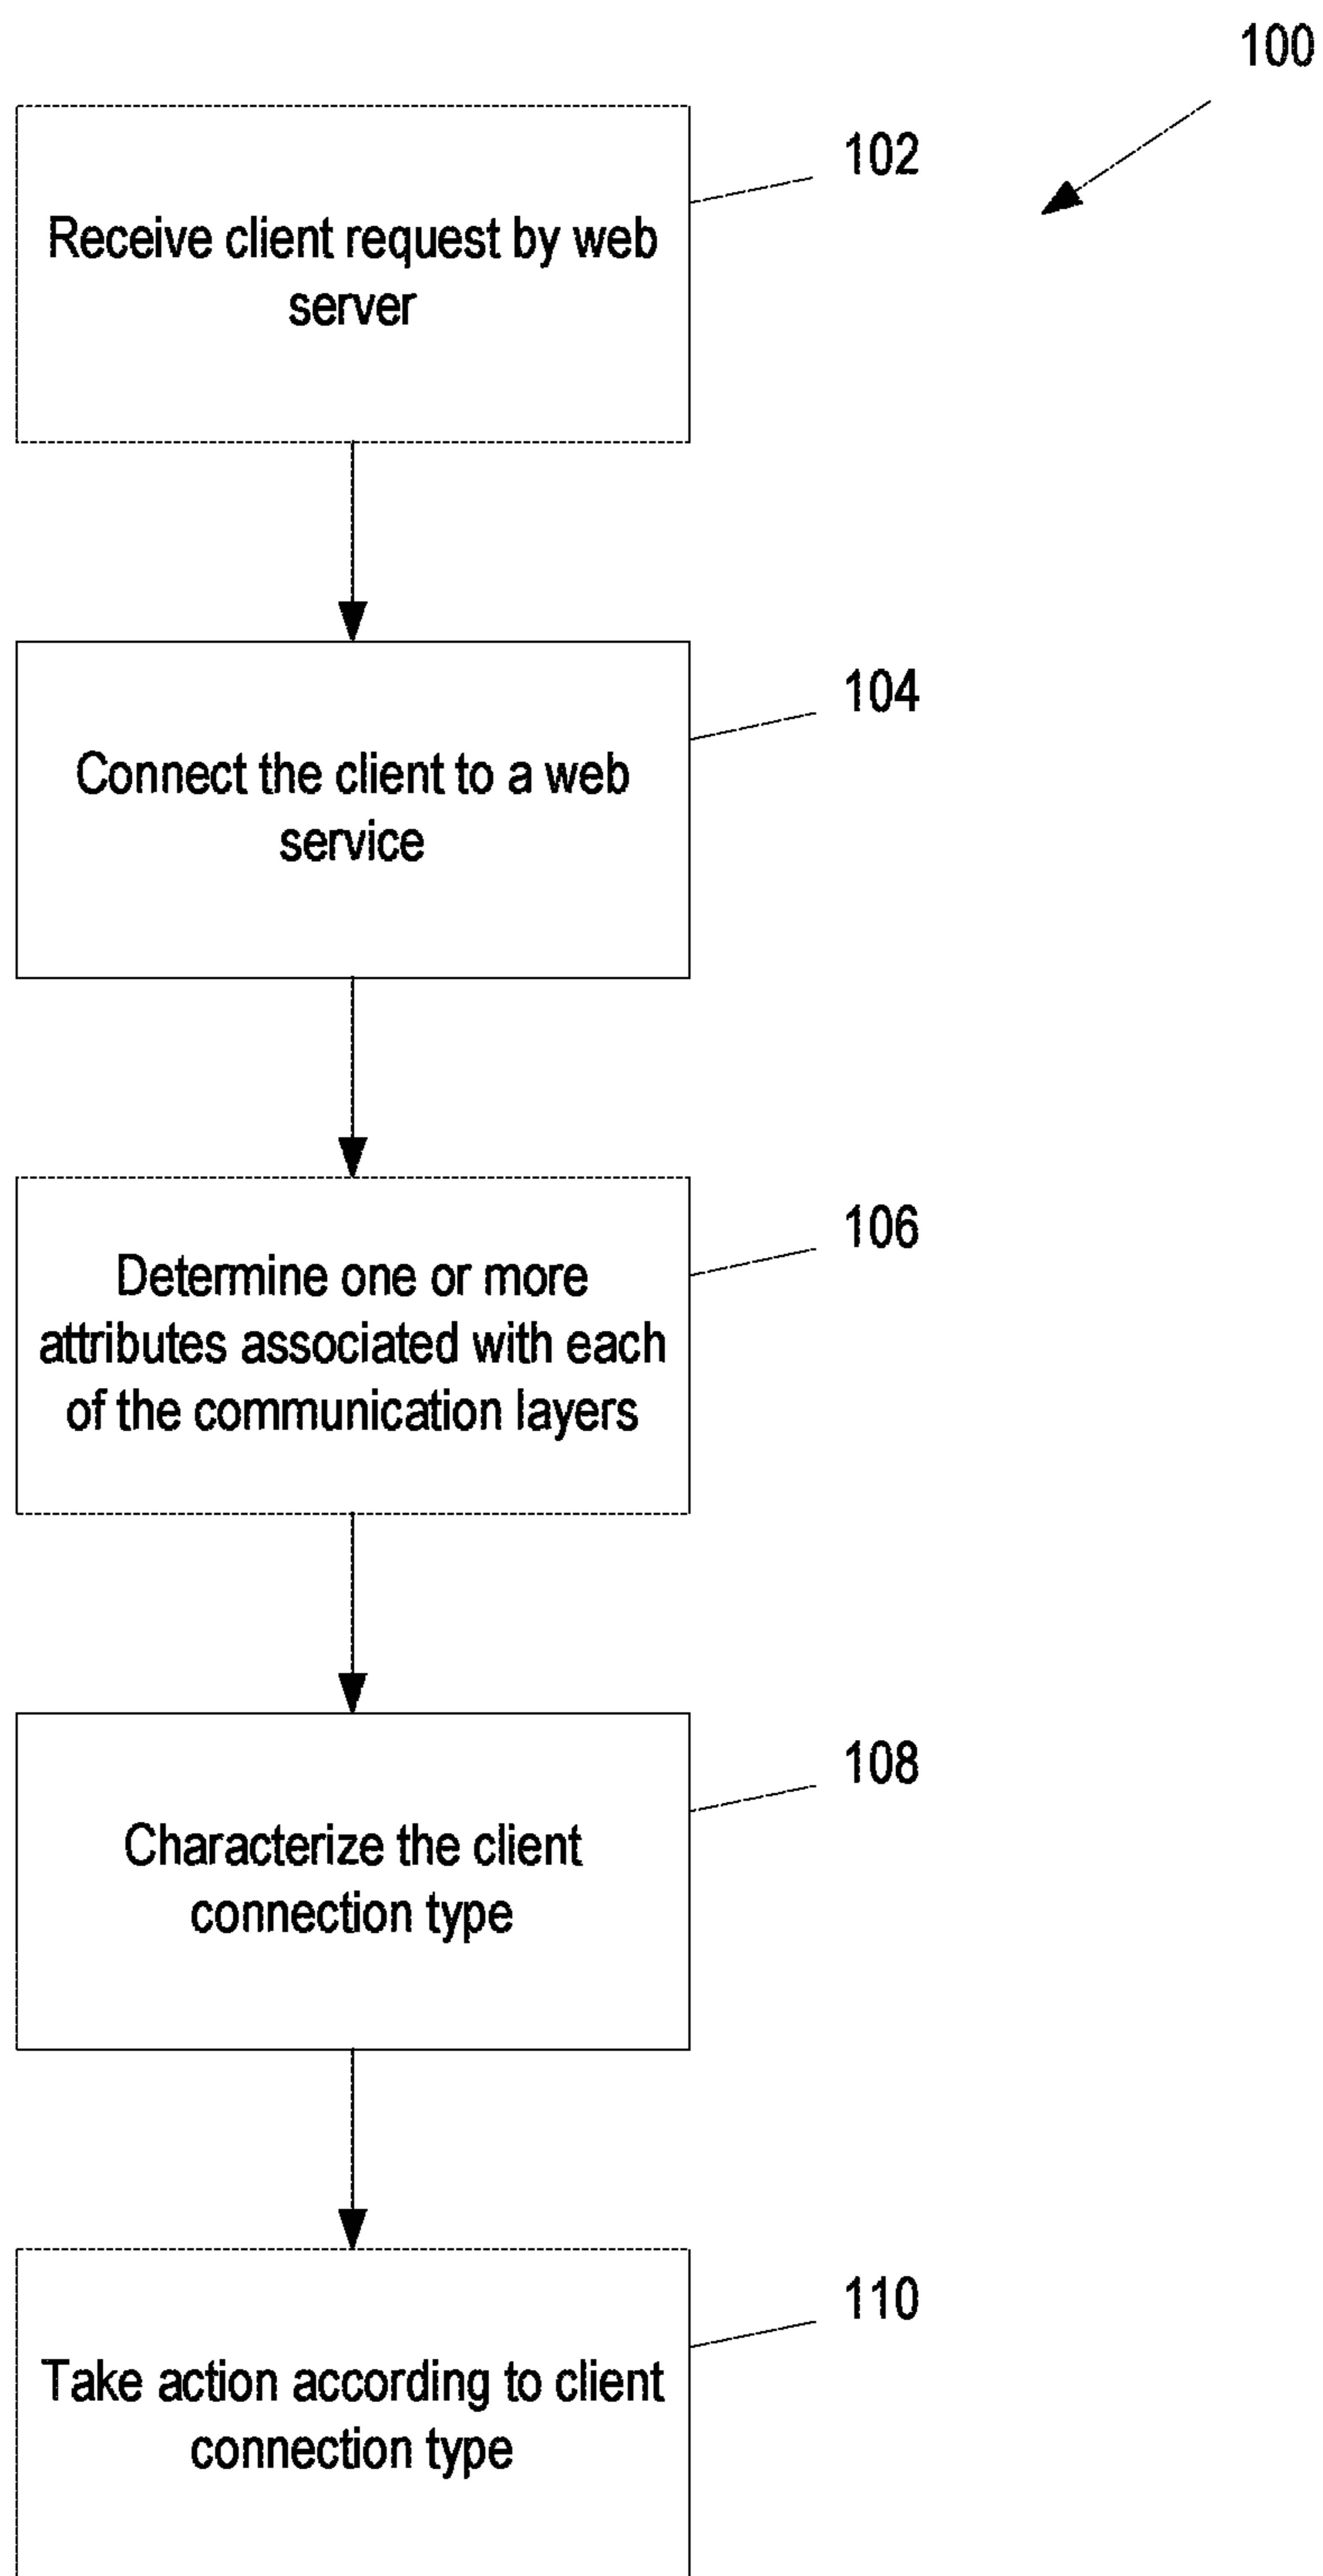 100
102
Receive client request by web
server
104
Connect the client to a web
service
106
Determine one or more
attributes associated with each
of the communication layers
108
Characterize the client
connection type
110
Take action according to client
connection type